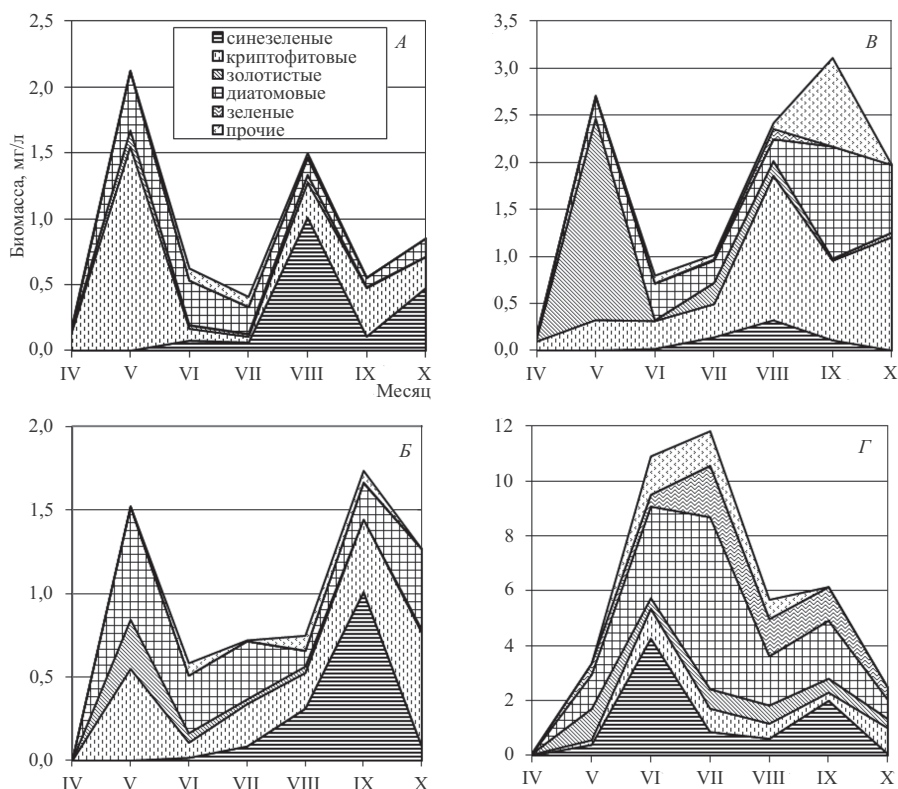 2,5
2,0
1,5
1,0
0,5
0,0
Биомасса, мг/л
синезеленые
криптофитовые
золотистые
диатомовые
зеленые
прочие
А
IV V VI VII VIII IX X
Месяц
3,5
3,0
2,5
2,0
1,5
1,0
0,5
0,0
В
IV V VI VII VIII IX X
2,0
1,5
1,0
0,5
0,0
Б
IV V VI VII VIII IX X
12
10
8
6
4
2
0
Г
IV V VI VII VIII IX X